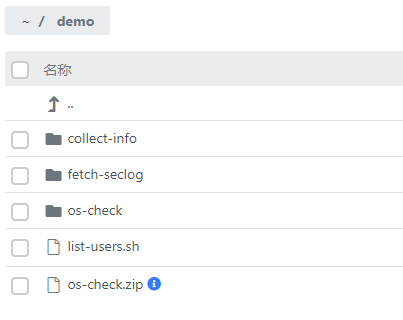 ~ / demo
名称
..
collect-info
fetch-seclog
os-check
list-users.sh
os-check.zip